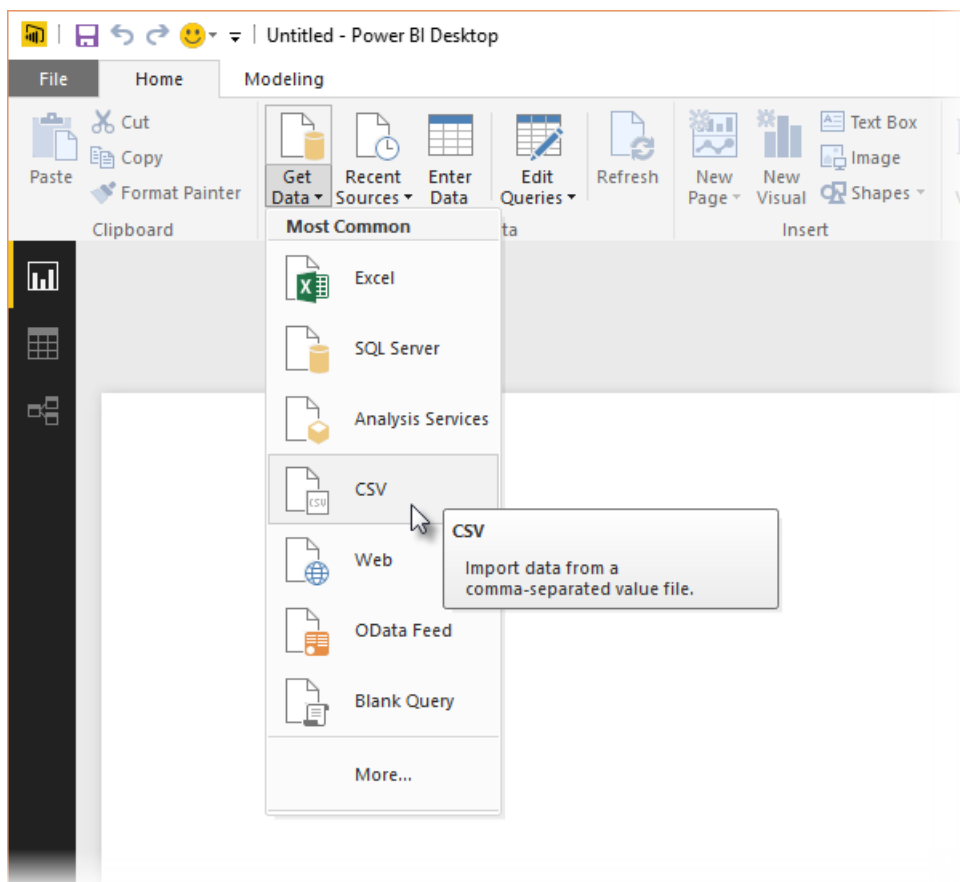 Untitled - Power BI Desktop
File Home Modeling
Paste
Cut
Copy
Format Painter
Clipboard
Get
Data
Recent
Sources
Enter
Data
Edit
Queries
Refresh
ta
New
Page
New
Visual
Text Box
Image
Shapes
Insert
Most Common
Excel
SQL Server
Analysis Services
CSV
CSV
Web
OData Feed
Blank Query
More...
CSV
Import data from a
comma-separated value file.